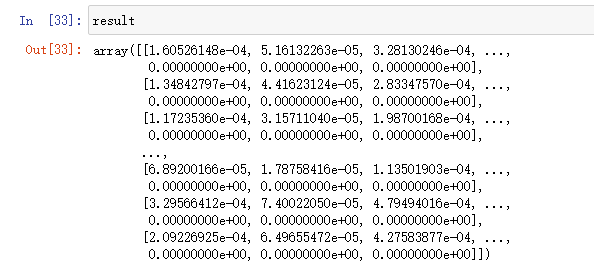 In [33]: result
Out[33]: array([[1.60526148e-04, 5.16132263e-05, 3.28130246e-04, ...,
0.00000000e+00, 0.00000000e+00, 0.00000000e+00],
[1.34842797e-04, 4.41623124e-05, 2.83347570e-04, ...,
0.00000000e+00, 0.00000000e+00, 0.00000000e+00],
[1.17235360e-04, 3.15711040e-05, 1.98700168e-04, ...,
0.00000000e+00, 0.00000000e+00, 0.00000000e+00],
...,
[6.89200166e-05, 1.78758416e-05, 1.13501903e-04, ...,
0.00000000e+00, 0.00000000e+00, 0.00000000e+00],
[3.29566412e-04, 7.40022050e-05, 4.79494016e-04, ...,
0.00000000e+00, 0.00000000e+00, 0.00000000e+00],
[2.09226925e-04, 6.49655472e-05, 4.27583877e-04, ...,
0.00000000e+00, 0.00000000e+00, 0.00000000e+00]])